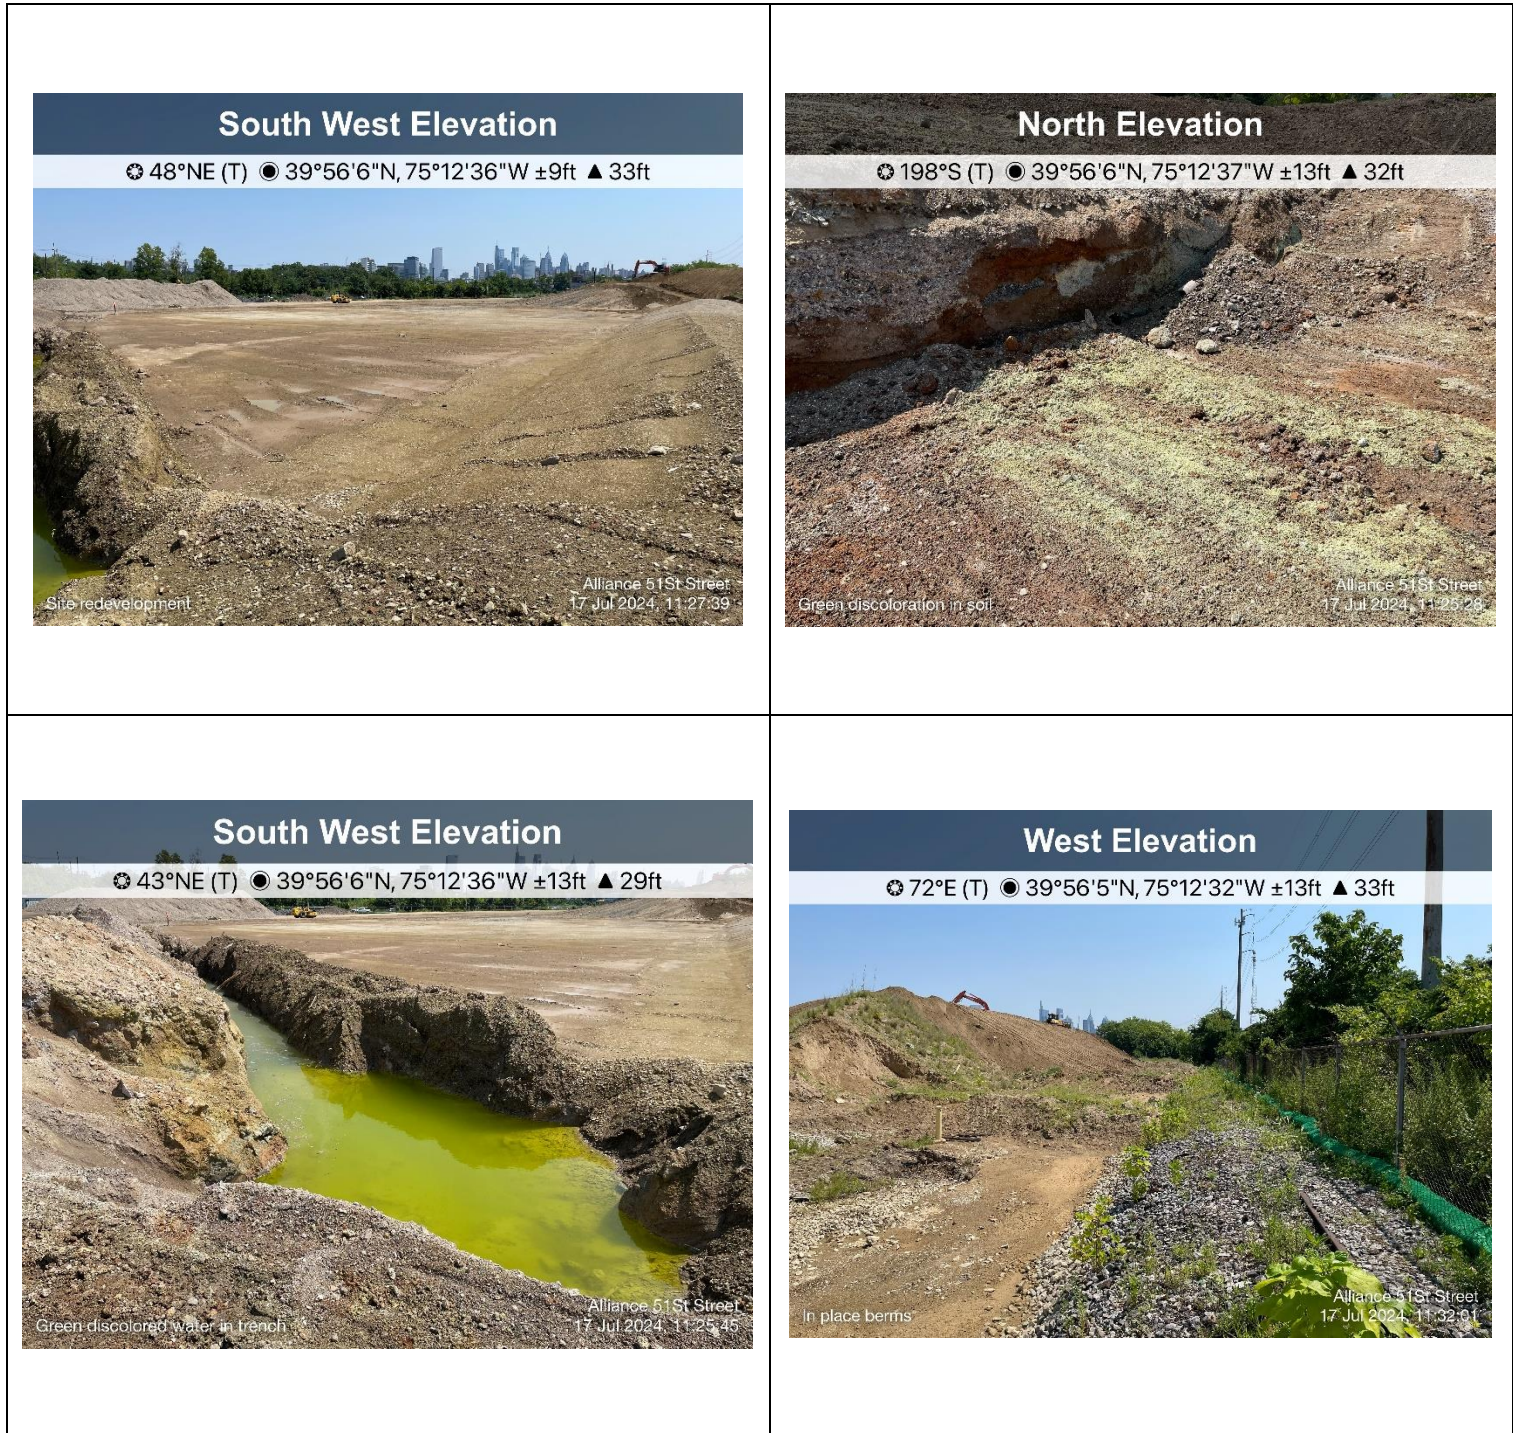 South West Elevation
48°NE (T) 39°56'6"N, 75°12'36"W ±9ft ▲ 33ft
Site redevelopment
Alliance 51St Street
17 Jul 2024, 11:27:39
North Elevation
198°S (T) 39°56'6"N, 75°12'37"W ±13ft ▲ 32ft
Green discoloration in soil
Alliance 51St Street
17 Jul 2024, 11:25:28
South West Elevation
43°NE (T) 39°56'6"N, 75°12'36"W ±13ft ▲ 29ft
Green discolored water in trench
Alliance 51St Street
17 Jul 2024, 11:25:45
West Elevation
72°E (T) 39°56'5"N, 75°12'32"W ±13ft ▲ 33ft
In place berms
Alliance 51St Street
17 Jul 2024, 11:32:01